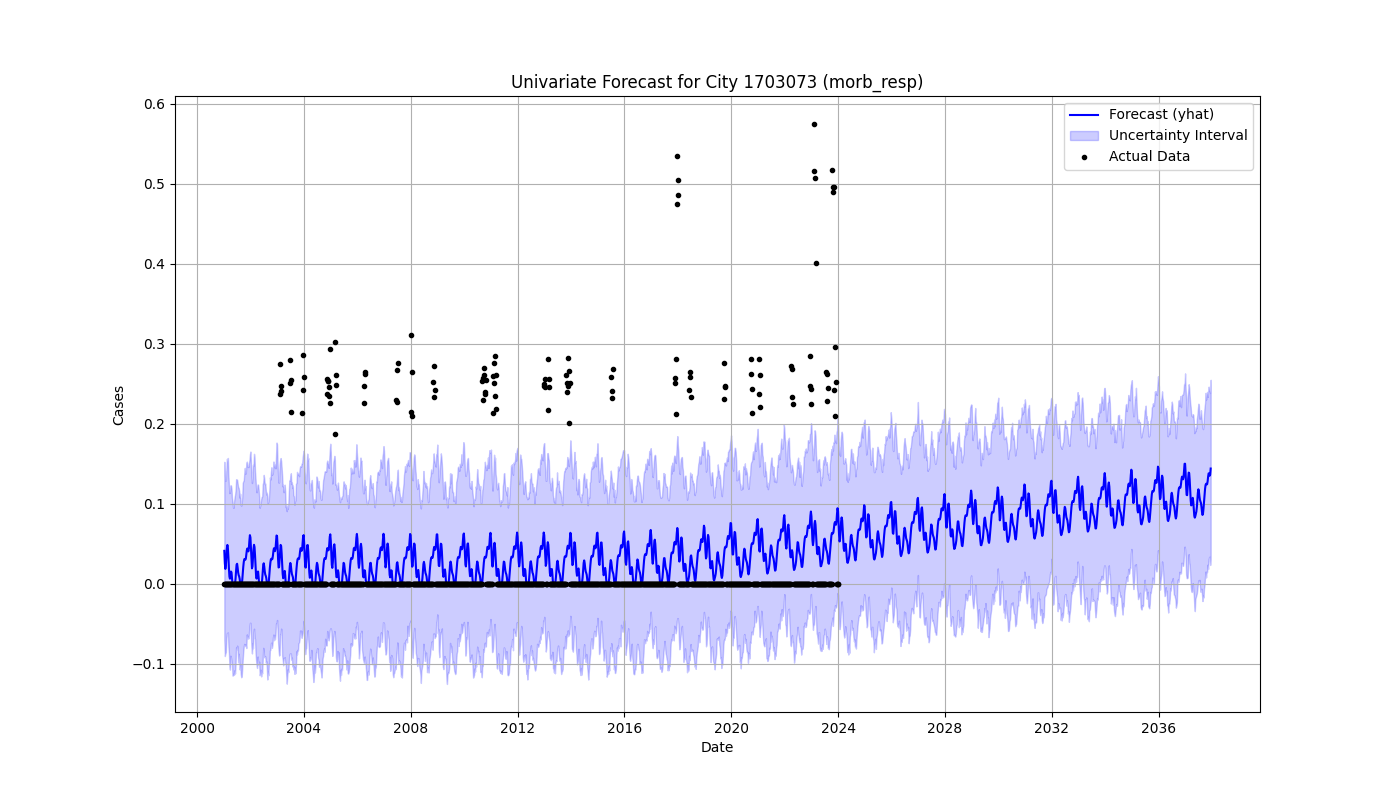 Univariate Forecast for City 1703073 (morb_resp)
Forecast (yhat)
Uncertainty Interval
Actual Data
Cases
0.6
0.5
0.4
0.3
0.2
0.1
0.0
−0.1
2000 2004 2008 2012 2016 2020 2024 2028 2032 2036
Date